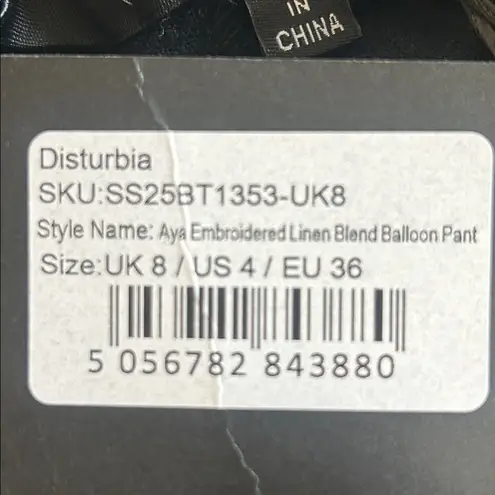 IN
CHINA
Disturbia
SKU:SS25BT1353-UK8
Style Name: Aya Embroidered Linen Blend Balloon Pant
Size:UK 8 / US 4 / EU 36
5 056782 843880